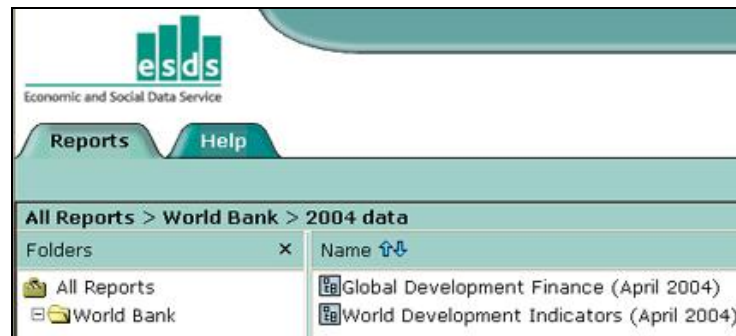 esds
Economic and Social Data Service
Reports Help
All Reports > World Bank > 2004 data
Folders × Name
All Reports Global Development Finance (April 2004)
World Bank World Development Indicators (April 2004)